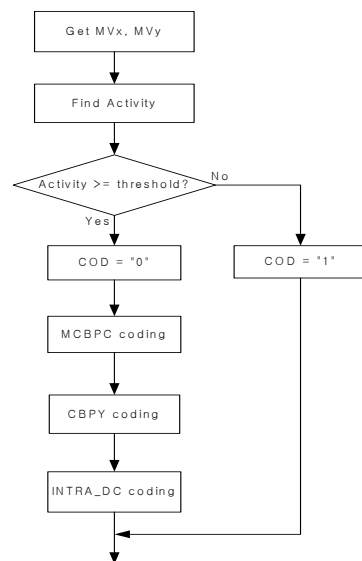 Get MVx, MVy
Find Activity
Activity >= threshold?
No
Yes
COD = "0"
COD = "1"
MCBPC coding
CBPY coding
INTRA_DC coding